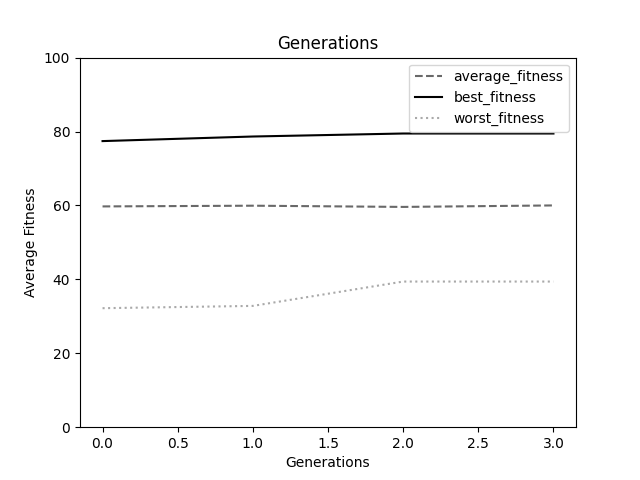 Generations
100
80
60
40
20
0
Average Fitness
average_fitness
best_fitness
worst_fitness
0.0 0.5 1.0 1.5 2.0 2.5 3.0
Generations